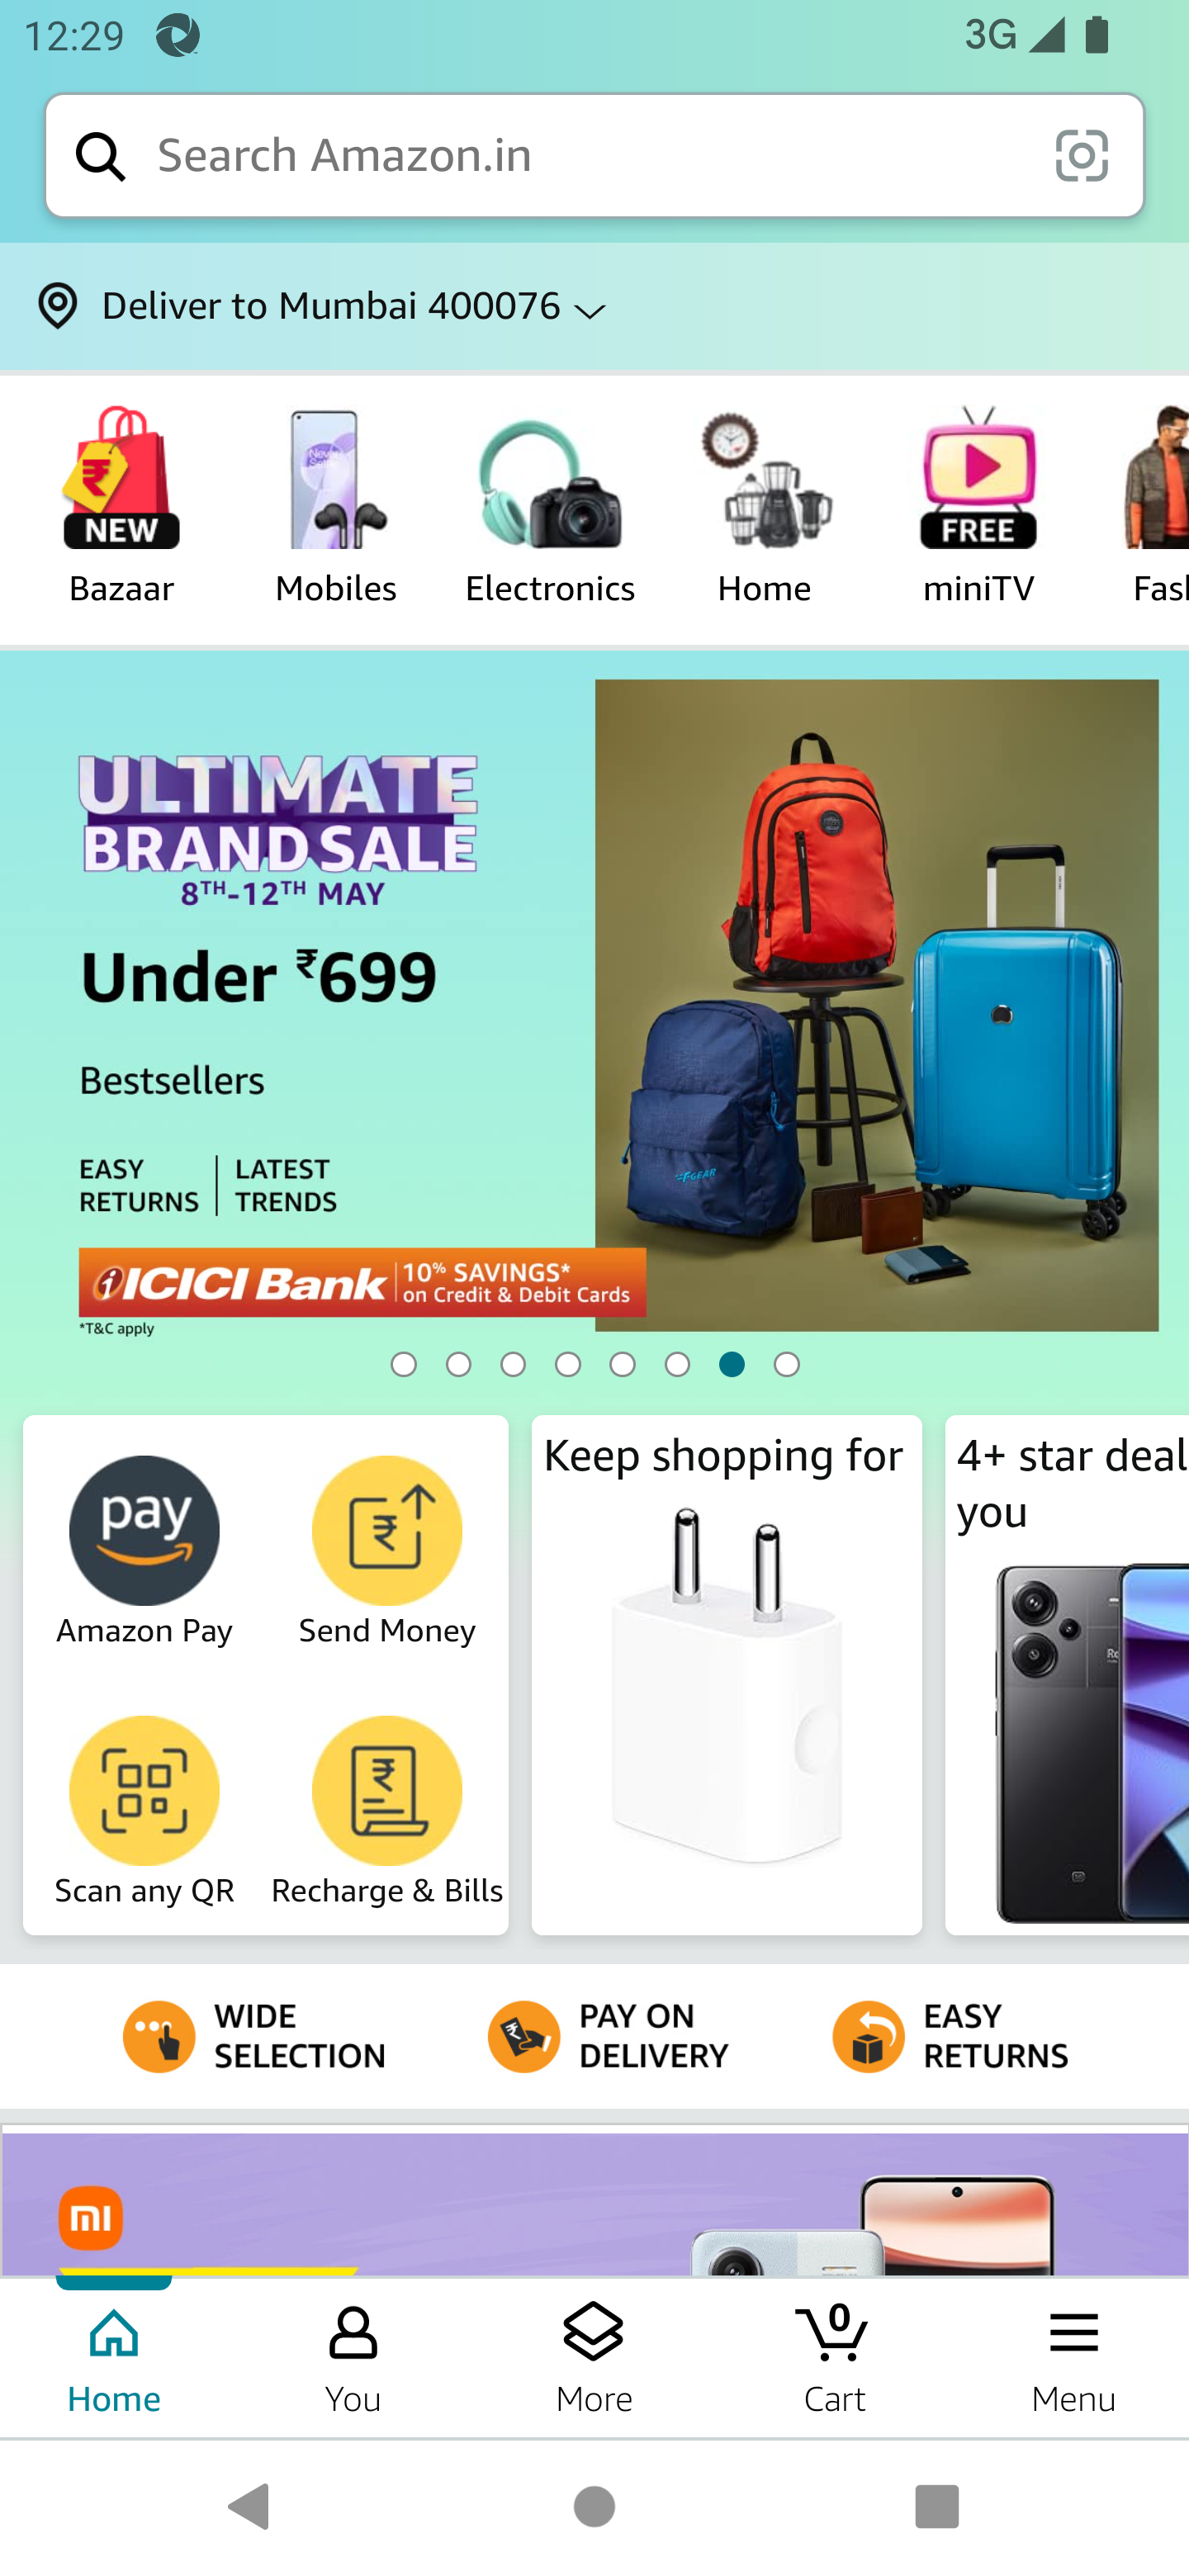 12:29
3G
Search Amazon.in
Deliver to Mumbai 400076
NEW
FREE
Bazaar
Mobiles
Electronics
Home
miniTV
Fasl
ULTIMATE
BRAND SALE
8TH-12TH MAY
Under ₹699
Bestsellers
EASY RETURNS
LATEST TRENDS
ICICI Bank
10% SAVINGS*
on Credit & Debit Cards
*T&C apply
F GEAR
pay
Amazon Pay
Send Money
Scan any QR
Recharge & Bills
Keep shopping for
4+ star deal
you
WIDE
SELECTION
PAY ON
DELIVERY
EASY
RETURNS
mi
0
Home
You
More
Cart
Menu